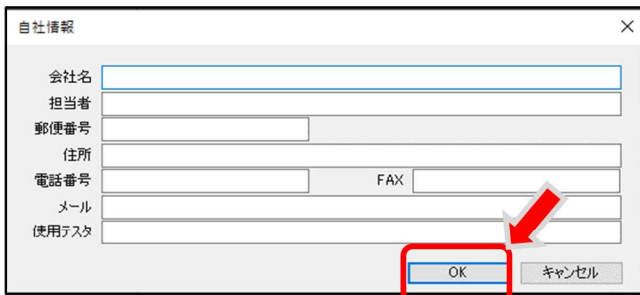 自社情報
会社名
担当者
郵便番号
住所
電話番号 FAX
メール
使用テスタ
OK キャンセル